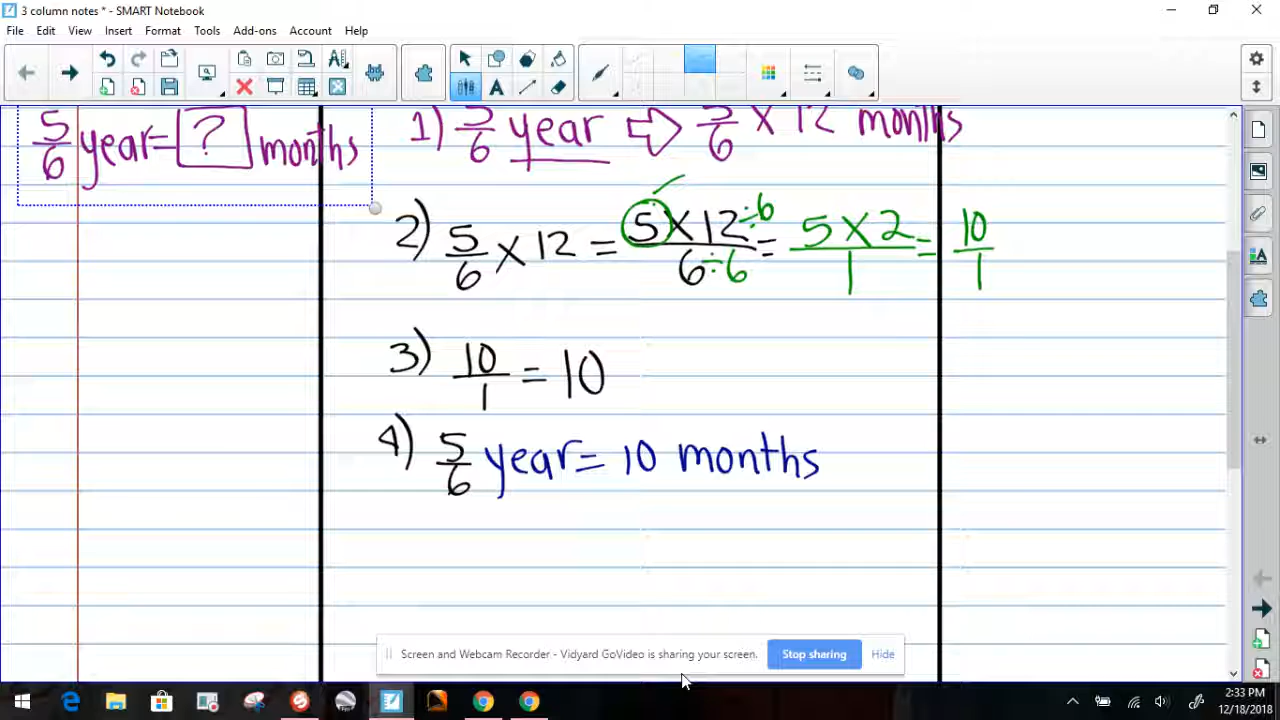 3 column notes * - SMART Notebook
File Edit View Insert Format Tools Add-ons Account Help
5/6 year = ? months
1) 5/6 year ⇨ 5/6 × 12 months
2) 5/6 × 12 = 5 × 12 ÷6 / 6 ÷6 = 5 × 2 / 1 = 10/1
3) 10/1 = 10
4) 5/6 year = 10 months
Screen and Webcam Recorder - Vidyard GoVideo is sharing your screen. Stop sharing Hide
2:33 PM
12/18/2018